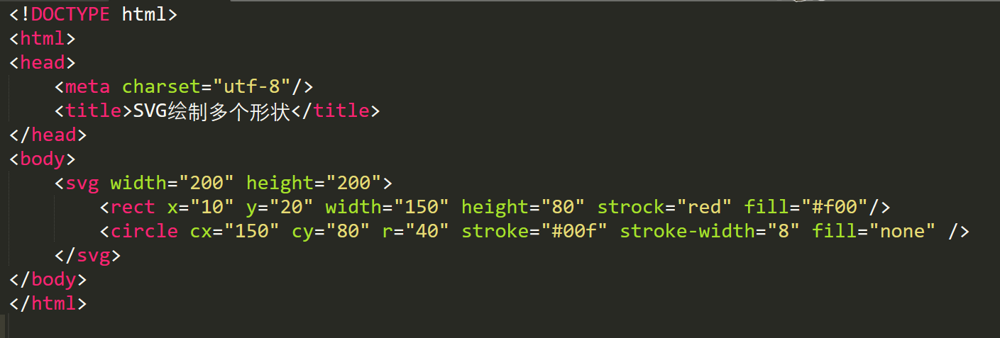 <!DOCTYPE html>
<html>
<head>
    <meta charset="utf-8"/>
    <title>SVG绘制多个形状</title>
</head>
<body>
    <svg width="200" height="200">
        <rect x="10" y="20" width="150" height="80" strock="red" fill="#f00"/>
        <circle cx="150" cy="80" r="40" stroke="#00f" stroke-width="8" fill="none" />
    </svg>
</body>
</html>